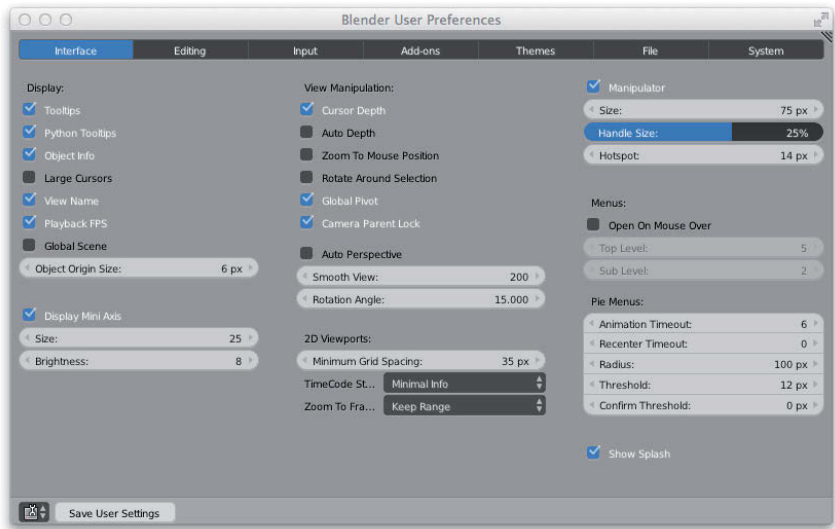 Blender User Preferences
Interface Editing Input Add-ons Themes File System
Display:
Tooltips
Python Tooltips
Object Info
Large Cursors
View Name
Playback FPS
Global Scene
Object Origin Size: 6 px
Display Mini Axis
Size: 25
Brightness: 8
View Manipulation:
Cursor Depth
Auto Depth
Zoom To Mouse Position
Rotate Around Selection
Global Pivot
Camera Parent Lock
Auto Perspective
Smooth View: 200
Rotation Angle: 15.000
2D Viewports:
Minimum Grid Spacing: 35 px
TimeCode St... Minimal Info
Zoom To Fra... Keep Range
Manipulator
Size: 75 px
Handle Size: 25%
Hotspot: 14 px
Menus:
Open On Mouse Over
Top Level: 5
Sub Level: 2
Pie Menus:
Animation Timeout: 6
Recenter Timeout: 0
Radius: 100 px
Threshold: 12 px
Confirm Threshold: 0 px
Show Splash
Save User Settings